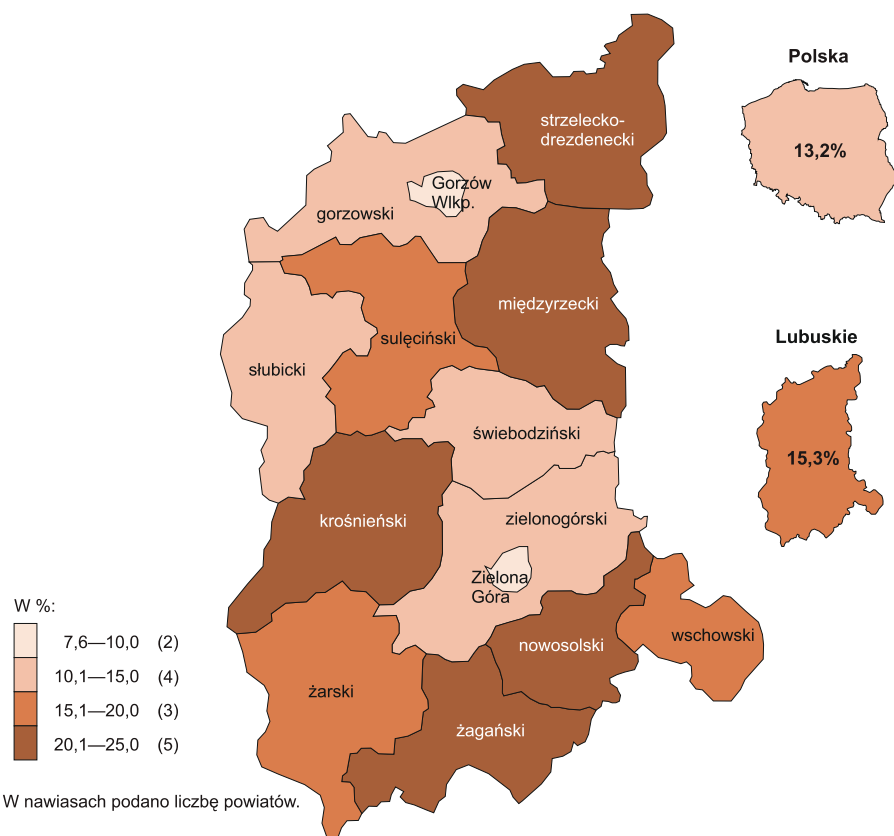 Polska
13,2%
strzelecko-
drezdenecki
Gorzów
Wlkp.
gorzowski
międzyrzecki
Lubuskie
15,3%
sulęciński
słubicki
świebodziński
krośnieński
zielonogórski
Zielona
Góra
nowosolski
wschowski
żarski
żagański
W %:
7,6—10,0 (2)
10,1—15,0 (4)
15,1—20,0 (3)
20,1—25,0 (5)
W nawiasach podano liczbę powiatów.